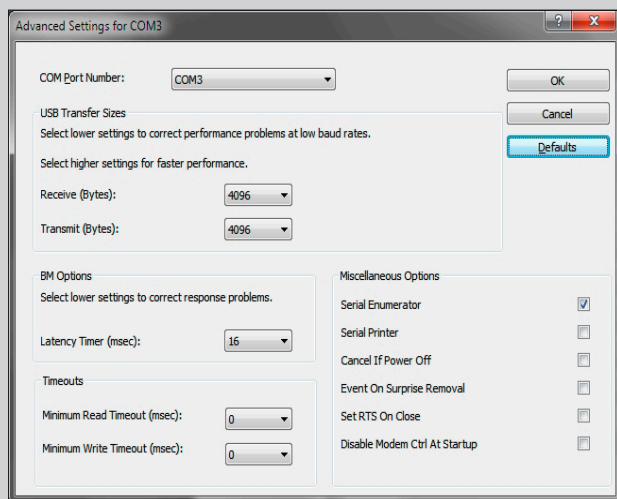 Advanced Settings for COM3
?
X
COM Port Number:
COM3
OK
Cancel
Defaults
USB Transfer Sizes
Select lower settings to correct performance problems at low baud rates.
Select higher settings for faster performance.
Receive (Bytes):
4096
Transmit (Bytes):
4096
BM Options
Select lower settings to correct response problems.
Latency Timer (msec):
16
Timeouts
Minimum Read Timeout (msec):
0
Minimum Write Timeout (msec):
0
Miscellaneous Options
Serial Enumerator
Serial Printer
Cancel If Power Off
Event On Surprise Removal
Set RTS On Close
Disable Modem Ctrl At Startup